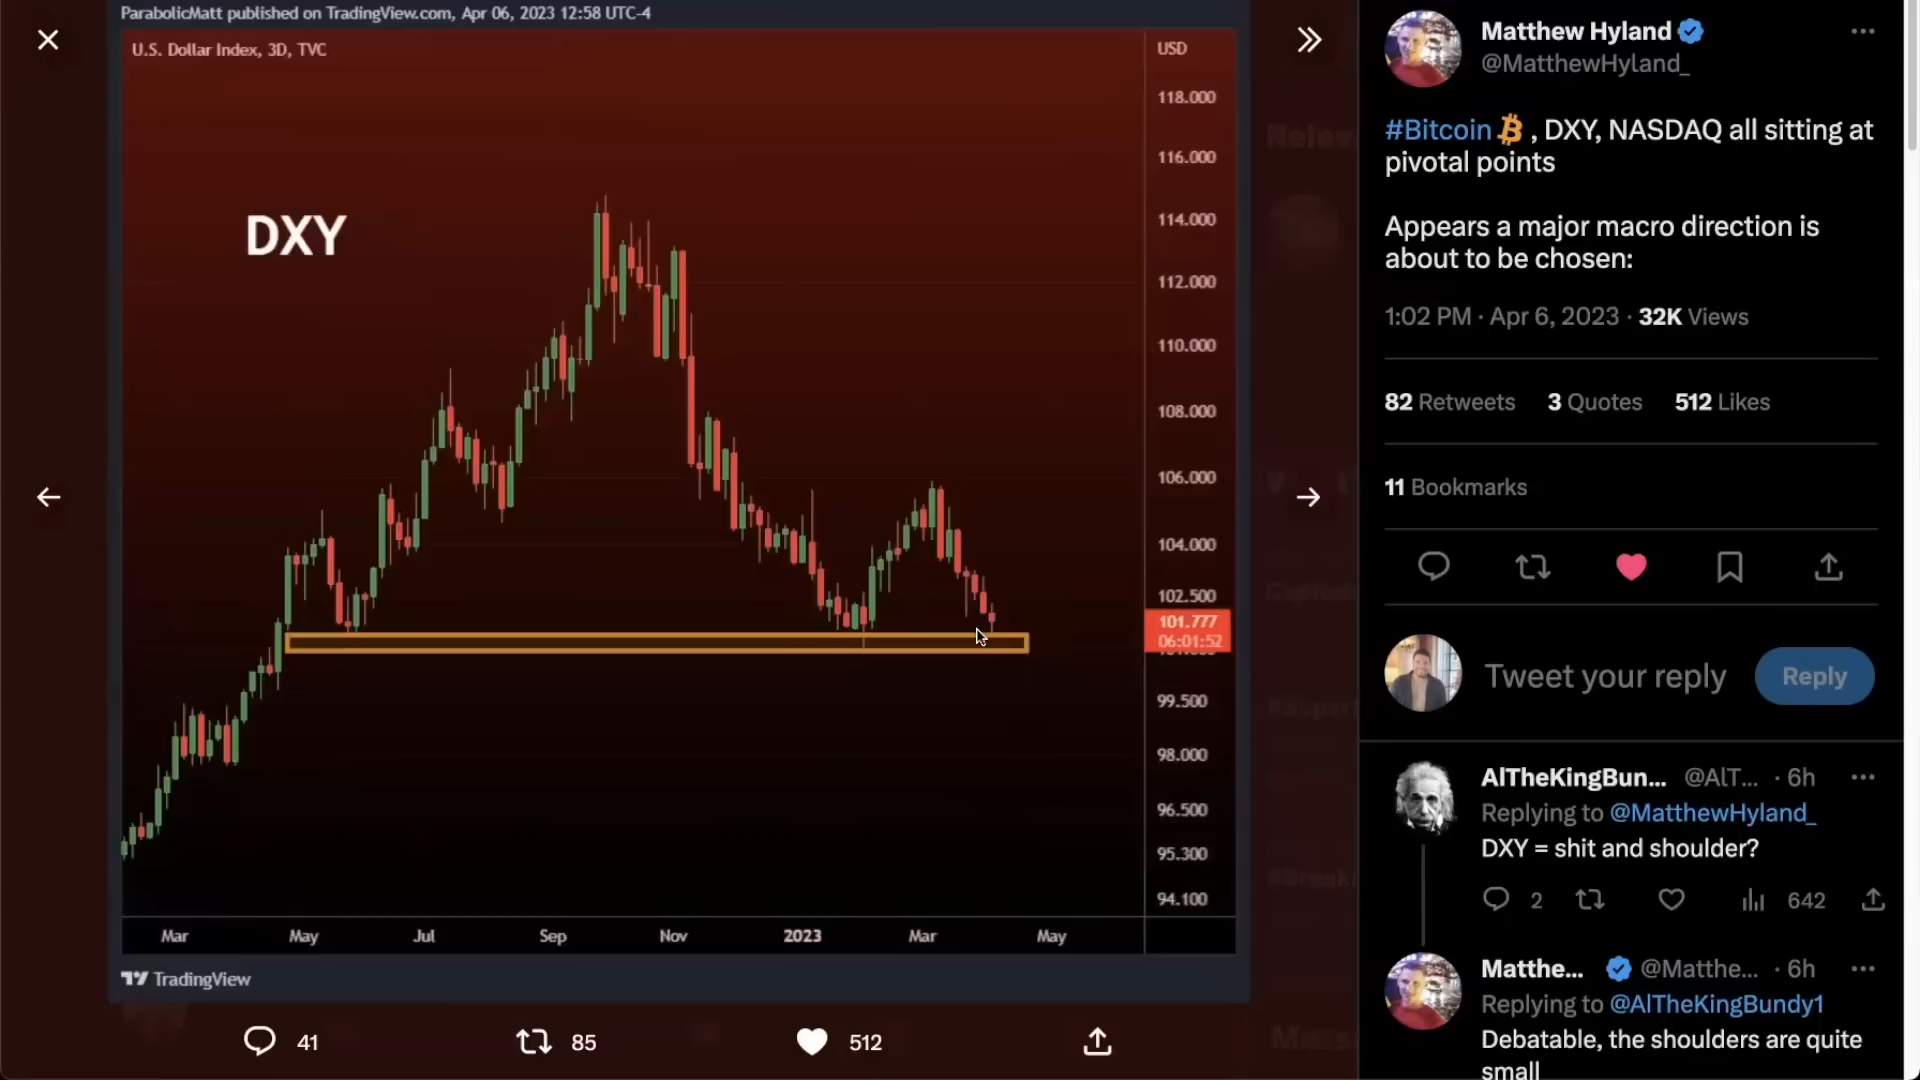 ParabolicMatt published on TradingView.com, Apr 06, 2023 12:58 UTC-4
U.S. Dollar Index, 3D, TVC
USD
118.000
116.000
DXY
114.000
112.000
110.000
108.000
106.000
104.000
102.500
101.777
06:01:52
99.500
98.000
96.500
95.300
94.100
Mar
May
Jul
Sep
Nov
2023
Mar
May
TradingView
41
85
512
Matthew Hyland
@MatthewHyland_
#Bitcoin , DXY, NASDAQ all sitting at
pivotal points
Appears a major macro direction is
about to be chosen:
1:02 PM · Apr 6, 2023 · 32K Views
82 Retweets 3 Quotes 512 Likes
11 Bookmarks
Tweet your reply
Reply
AlTheKingBun... @AlT... · 6h
Replying to @MatthewHyland_
DXY = shit and shoulder?
2
642
Matthe... @Matthe... · 6h
Replying to @AlTheKingBundy1
Debatable, the shoulders are quite
small